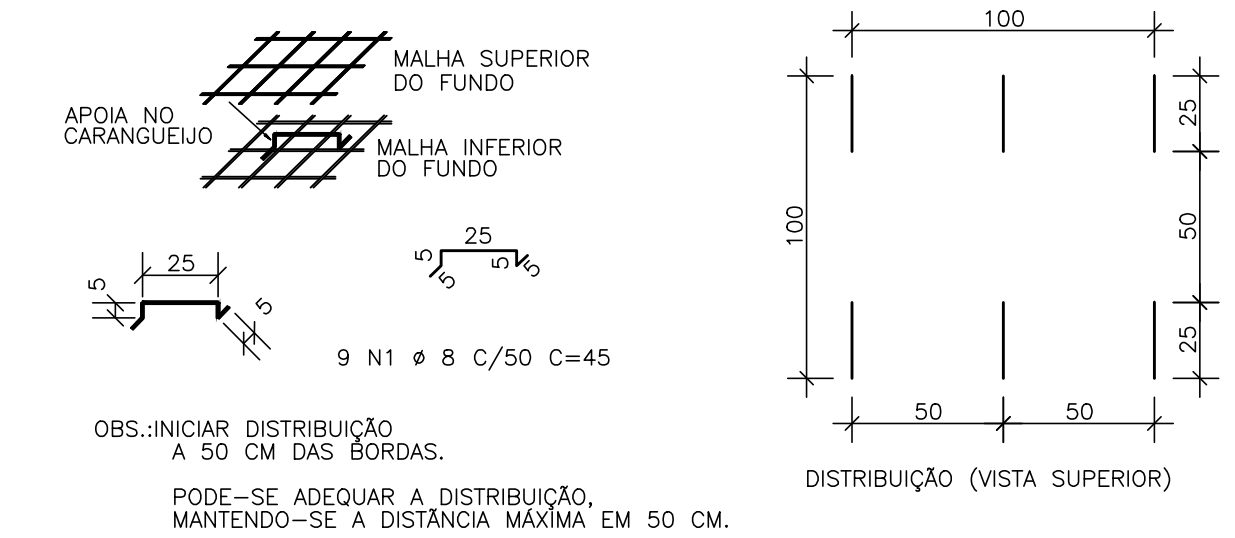 MALHA SUPERIOR
DO FUNDO
APOIA NO
CARANGUEIJO
MALHA INFERIOR
DO FUNDO
25
5
5
25
5
5
5
5
9 N1 ø 8 C/50 C=45
OBS.:INICIAR DISTRIBUIÇÃO
A 50 CM DAS BORDAS.
PODE-SE ADEQUAR A DISTRIBUIÇÃO,
MANTENDO-SE A DISTÃNCIA MÁXIMA EM 50 CM.
100
100
25
50
25
50 50
DISTRIBUIÇÃO (VISTA SUPERIOR)